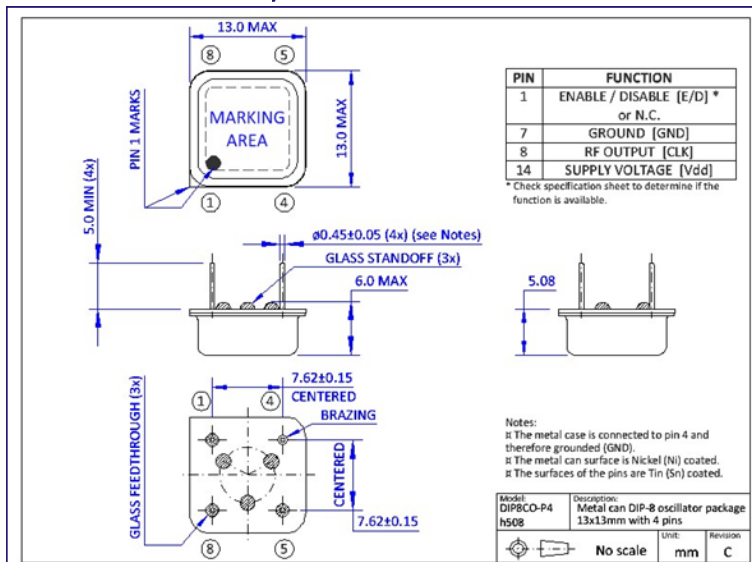 13.0 MAX
8
5
MARKING
AREA
PIN 1 MARKS
13.0 MAX
1
4
5.0 MIN (4x)
PIN FUNCTION
1 ENABLE / DISABLE [E/D] *
or N.C.
7 GROUND [GND]
8 RF OUTPUT [CLK]
14 SUPPLY VOLTAGE [Vdd]
* Check specification sheet to determine if the
function is available.
ø0.45±0.05 (4x) (see Notes)
GLASS STANDOFF (3x)
6.0 MAX
5.08
7.62±0.15
1
4
CENTERED
BRAZING
GLASS FEEDTHROUGH (3x)
CENTERED
7.62±0.15
8
5
Notes:
¤ The metal case is connected to pin 4 and
therefore grounded (GND).
¤ The metal can surface is Nickel (Ni) coated.
¤ The surfaces of the pins are Tin (Sn) coated.
Model:
DIP8CO-P4
h508
Description:
Metal can DIP-8 oscillator package
13x13mm with 4 pins
No scale
Unit:
mm
Revision
C